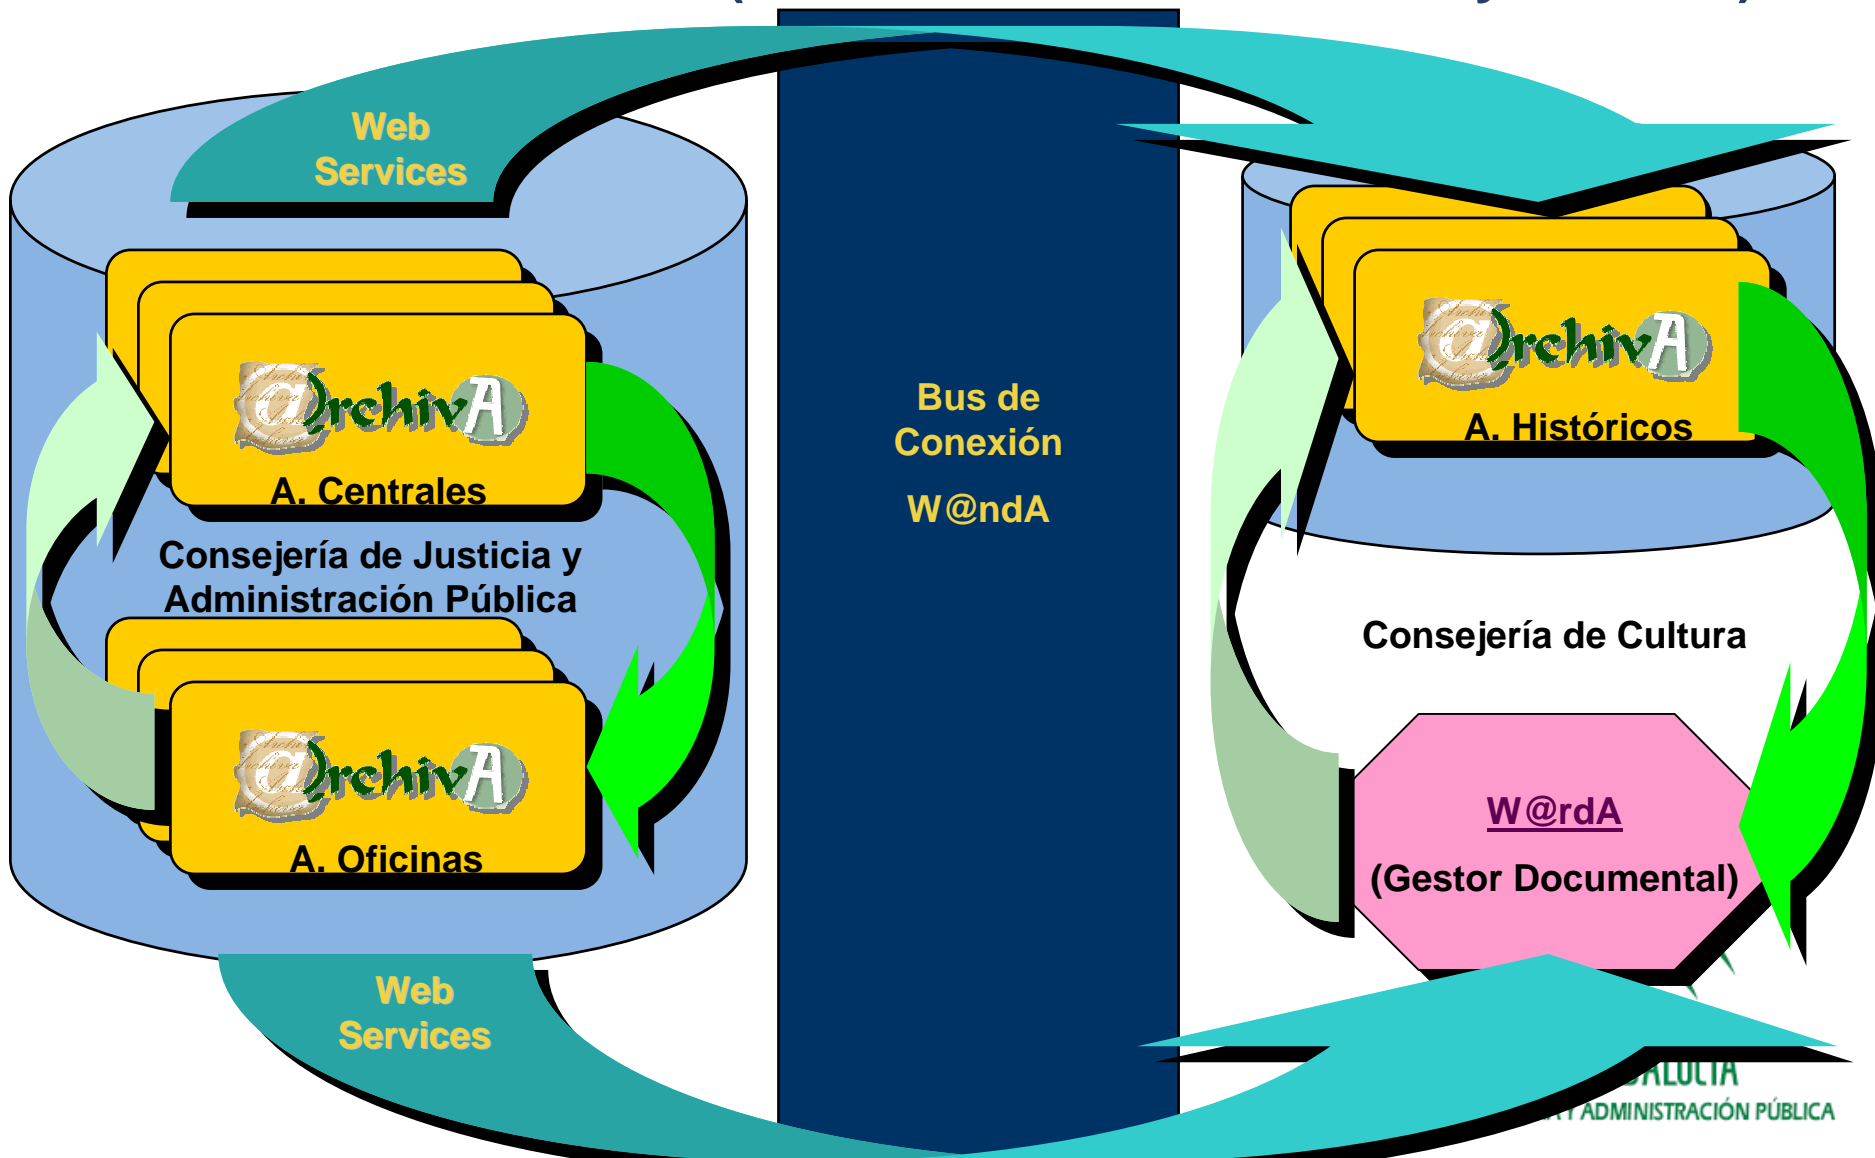 Web
Services
@rchivA
A. Centrales
Consejería de Justicia y
Administración Pública
@rchivA
A. Oficinas
Web
Services
Bus de
Conexión
W@ndA
@rchivA
A. Históricos
Consejería de Cultura
W@rdA
(Gestor Documental)
Y ADMINISTRACIÓN PÚBLICA